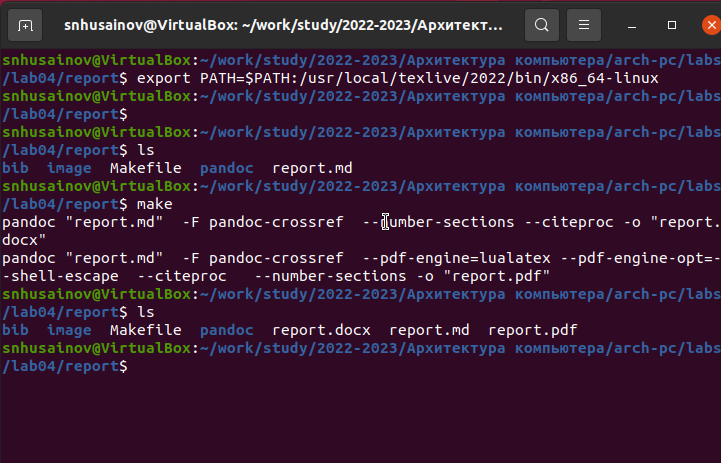 snhusainov@VirtualBox: ~/work/study/2022-2023/Архитект...
snhusainov@VirtualBox:~/work/study/2022-2023/Архитектура компьютера/arch-pc/labs
/lab04/report$ export PATH=$PATH:/usr/local/texlive/2022/bin/x86_64-linux
snhusainov@VirtualBox:~/work/study/2022-2023/Архитектура компьютера/arch-pc/labs
/lab04/report$
snhusainov@VirtualBox:~/work/study/2022-2023/Архитектура компьютера/arch-pc/labs
/lab04/report$ ls
bib  image  Makefile  pandoc  report.md
snhusainov@VirtualBox:~/work/study/2022-2023/Архитектура компьютера/arch-pc/labs
/lab04/report$ make
pandoc "report.md"  -F pandoc-crossref  --number-sections --citeproc -o "report.
docx"
pandoc "report.md"  -F pandoc-crossref  --pdf-engine=lualatex --pdf-engine-opt=-
-shell-escape  --citeproc   --number-sections -o "report.pdf"
snhusainov@VirtualBox:~/work/study/2022-2023/Архитектура компьютера/arch-pc/labs
/lab04/report$ ls
bib  image  Makefile  pandoc  report.docx  report.md  report.pdf
snhusainov@VirtualBox:~/work/study/2022-2023/Архитектура компьютера/arch-pc/labs
/lab04/report$